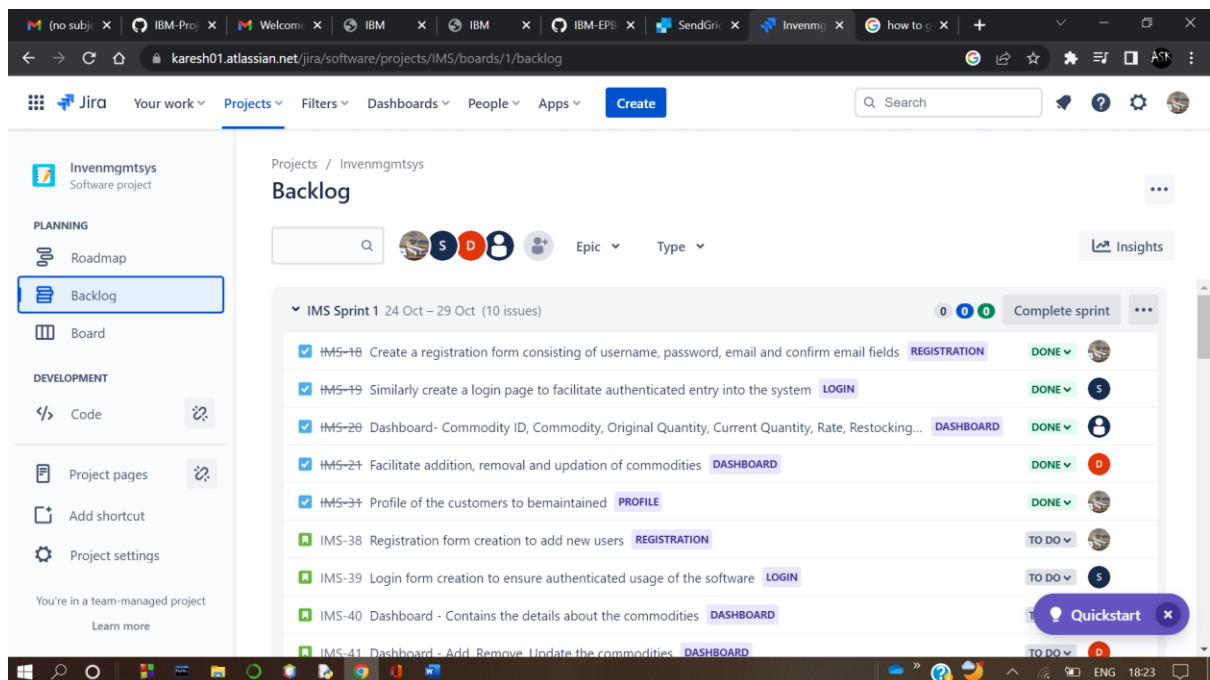 (no subje IBM-Proj Welcome IBM IBM IBM-EPB SendGric Invenmg how to g
karesh01.atlassian.net/jira/software/projects/IMS/boards/1/backlog ASK
Jira Your work Projects Filters Dashboards People Apps Create Search
Invenmgmtsys
Software project
PLANNING
Roadmap
Backlog
Board
DEVELOPMENT
Code
Project pages
Add shortcut
Project settings
You're in a team-managed project
Learn more
Projects / Invenmgmtsys
Backlog
S D Epic Type Insights
IMS Sprint 1 24 Oct – 29 Oct (10 issues) 0 0 0 Complete sprint
IMS-18 Create a registration form consisting of username, password, email and confirm email fields REGISTRATION DONE
IMS-19 Similarly create a login page to facilitate authenticated entry into the system LOGIN DONE S
IMS-20 Dashboard- Commodity ID, Commodity, Original Quantity, Current Quantity, Rate, Restocking... DASHBOARD DONE
IMS-21 Facilitate addition, removal and updation of commodities DASHBOARD DONE D
IMS-31 Profile of the customers to bemaintained PROFILE DONE
IMS-38 Registration form creation to add new users REGISTRATION TO DO
IMS-39 Login form creation to ensure authenticated usage of the software LOGIN TO DO S
IMS-40 Dashboard - Contains the details about the commodities DASHBOARD
Quickstart
IMS-41 Dashboard - Add, Remove, Update the commodities DASHBOARD TO DO D
ENG 18:23